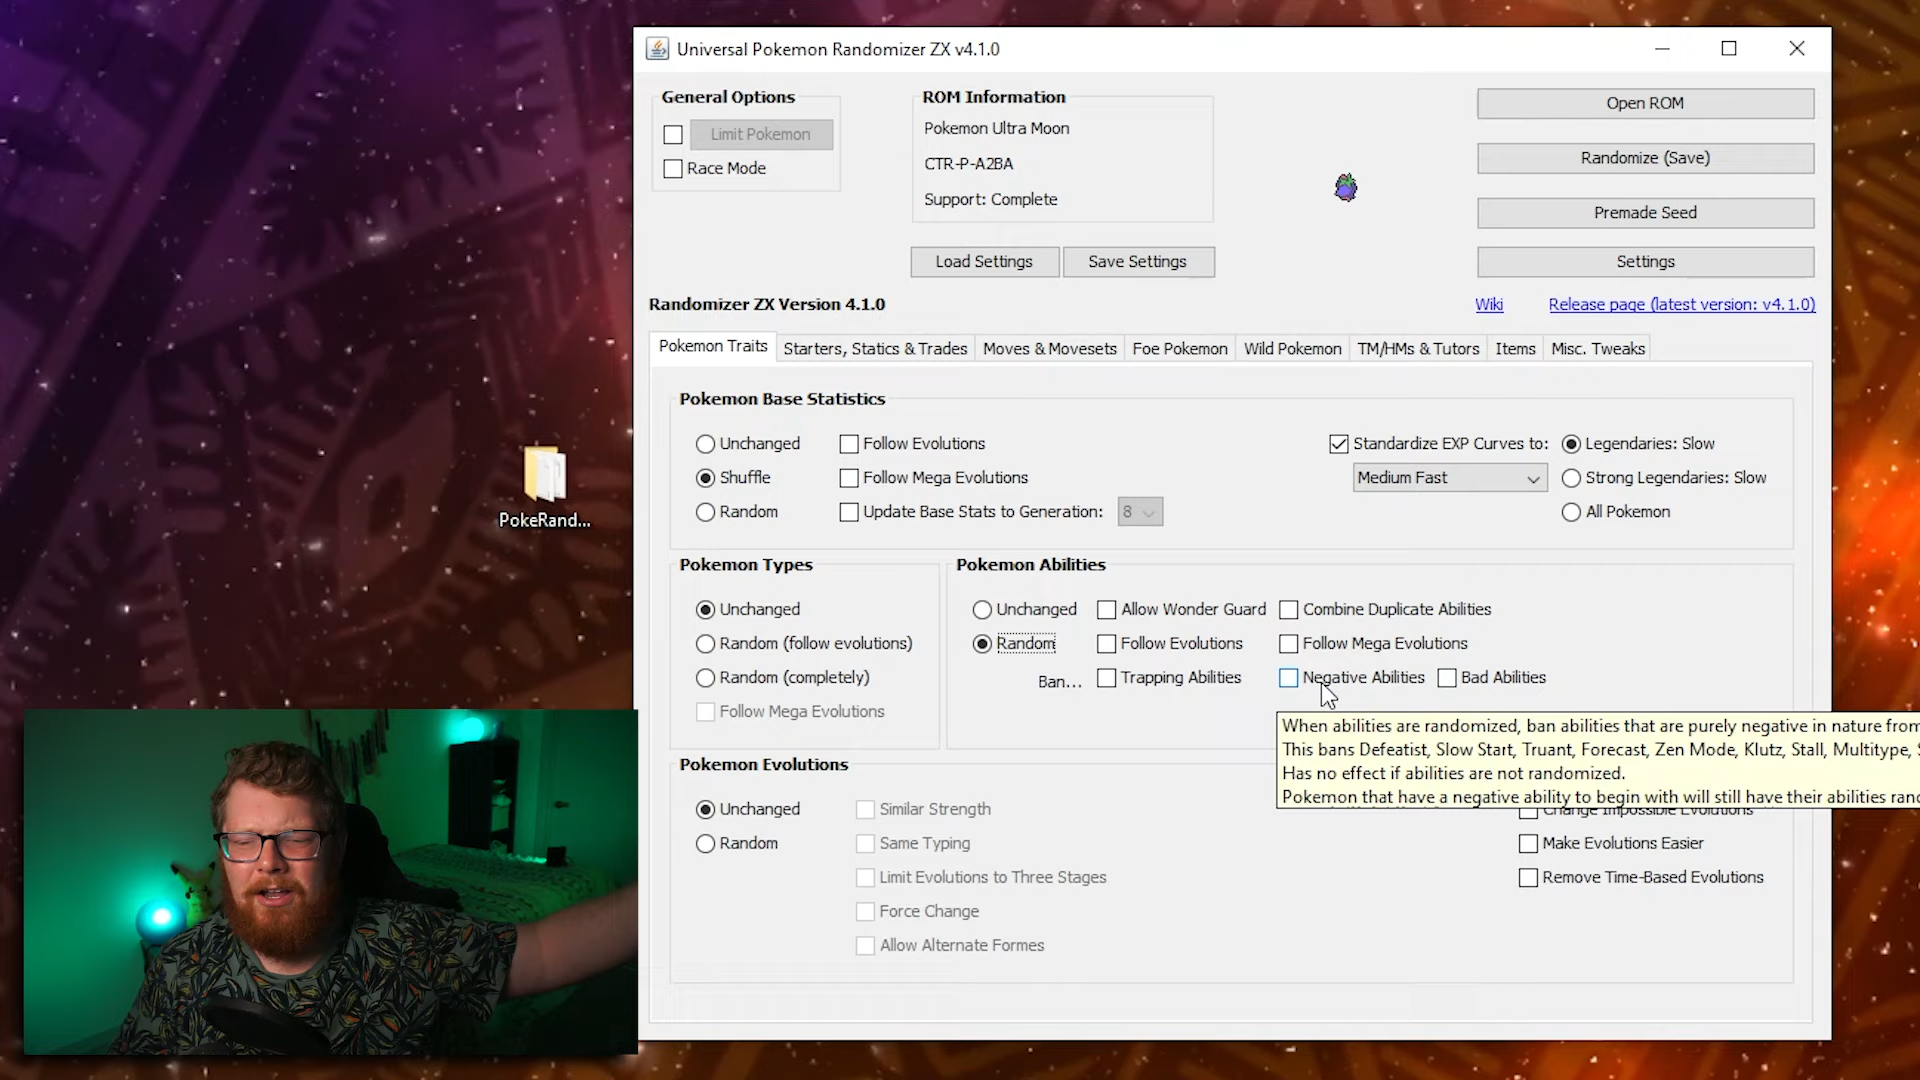 Universal Pokemon Randomizer ZX v4.1.0
General Options
Limit Pokemon
Race Mode
ROM Information
Pokemon Ultra Moon
CTR-P-A2BA
Support: Complete
Load Settings
Save Settings
Open ROM
Randomize (Save)
Premade Seed
Settings
Randomizer ZX Version 4.1.0
Wiki
Release page (latest version: v4.1.0)
Pokemon Traits
Starters, Statics & Trades
Moves & Movesets
Foe Pokemon
Wild Pokemon
TM/HMs & Tutors
Items
Misc. Tweaks
Pokemon Base Statistics
Unchanged
Follow Evolutions
Standardize EXP Curves to:
Legendaries: Slow
Shuffle
Follow Mega Evolutions
Medium Fast
Strong Legendaries: Slow
Random
Update Base Stats to Generation:
8
All Pokemon
PokeRand...
Pokemon Types
Unchanged
Random (follow evolutions)
Random (completely)
Follow Mega Evolutions
Pokemon Abilities
Unchanged
Allow Wonder Guard
Combine Duplicate Abilities
Random
Follow Evolutions
Follow Mega Evolutions
Ban...
Trapping Abilities
Negative Abilities
Bad Abilities
When abilities are randomized, ban abilities that are purely negative in nature from
This bans Defeatist, Slow Start, Truant, Forecast, Zen Mode, Klutz, Stall, Multitype, S
Has no effect if abilities are not randomized.
Pokemon that have a negative ability to begin with will still have their abilities ran
Pokemon Evolutions
Unchanged
Similar Strength
Change Impossible Evolutions
Random
Same Typing
Make Evolutions Easier
Limit Evolutions to Three Stages
Remove Time-Based Evolutions
Force Change
Allow Alternate Formes